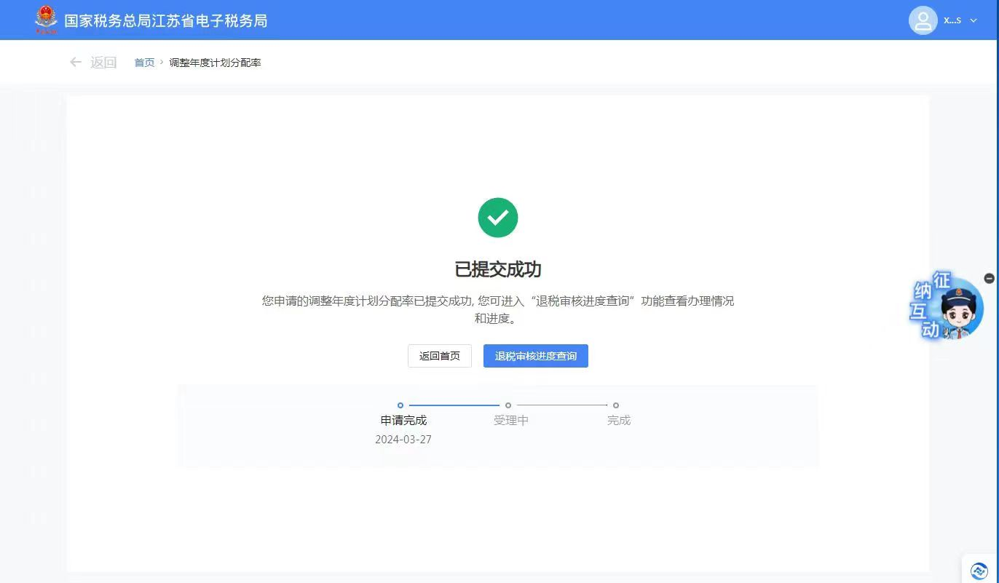 国家税务总局江苏省电子税务局
x...s
返回 首页 > 调整年度计划分配率
已提交成功
您申请的调整年度计划分配率已提交成功, 您可进入“退税审核进度查询”功能查看办理情况
和进度。
返回首页 退税审核进度查询
征
纳
互
动
申请完成 受理中 完成
2024-03-27